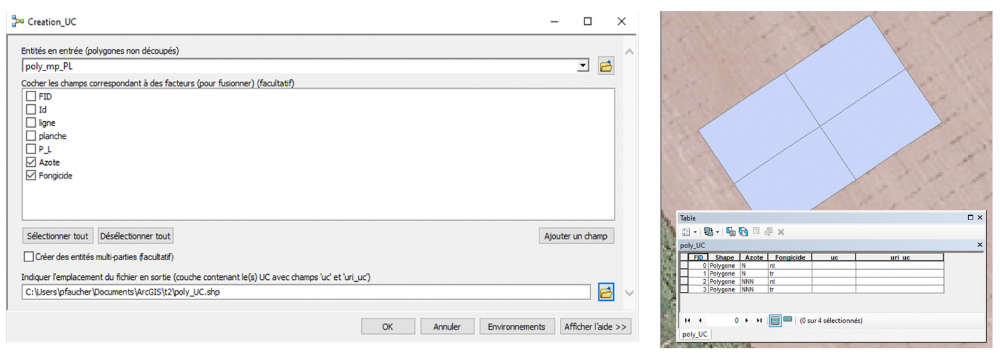 Creation_UC
Entités en entrée (polygones non découpés)
poly_mp_PL
Cocher les champs correspondant à des facteurs (pour fusionner) (facultatif)
FID
Id
ligne
planche
P_L
Azote
Fongicide
Sélectionner tout
Désélectionner tout
Ajouter un champ
Créer des entités multi-parties (facultatif)
Indiquer l'emplacement du fichier en sortie (couche contenant le(s) UC avec champs 'uc' et 'uri_uc')
C:\Users\pfaucher\Documents\ArcGIS\t2\poly_UC.shp
OK
Annuler
Environnements
Afficher l'aide >>
Table
poly_UC
FID Shape Azote Fongicide uc uri_uc
0 Polygone N nt
1 Polygone N tr
2 Polygone NNN nt
3 Polygone NNN tr
0 (0 sur 4 sélectionnés)
poly_UC